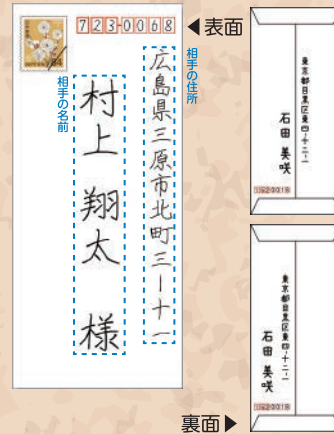 723-0068
◀表面
相手の住所
広島県三原市北町三ー十一
相手の名前
村上 翔太 様
東京都目黒区東四ー十二ー
石田 美咲
東京都目黒区東四ー十二ー
石田 美咲
裏面▶